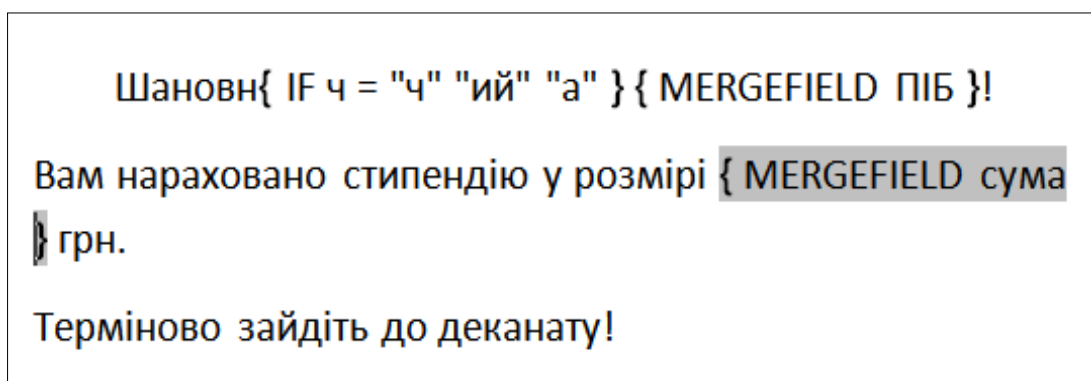 Шановн{ IF ч = "ч" "ий" "а" } { MERGEFIELD ПІБ }!
Вам нараховано стипендію у розмірі { MERGEFIELD сума
} грн.
Терміново зайдіть до деканату!